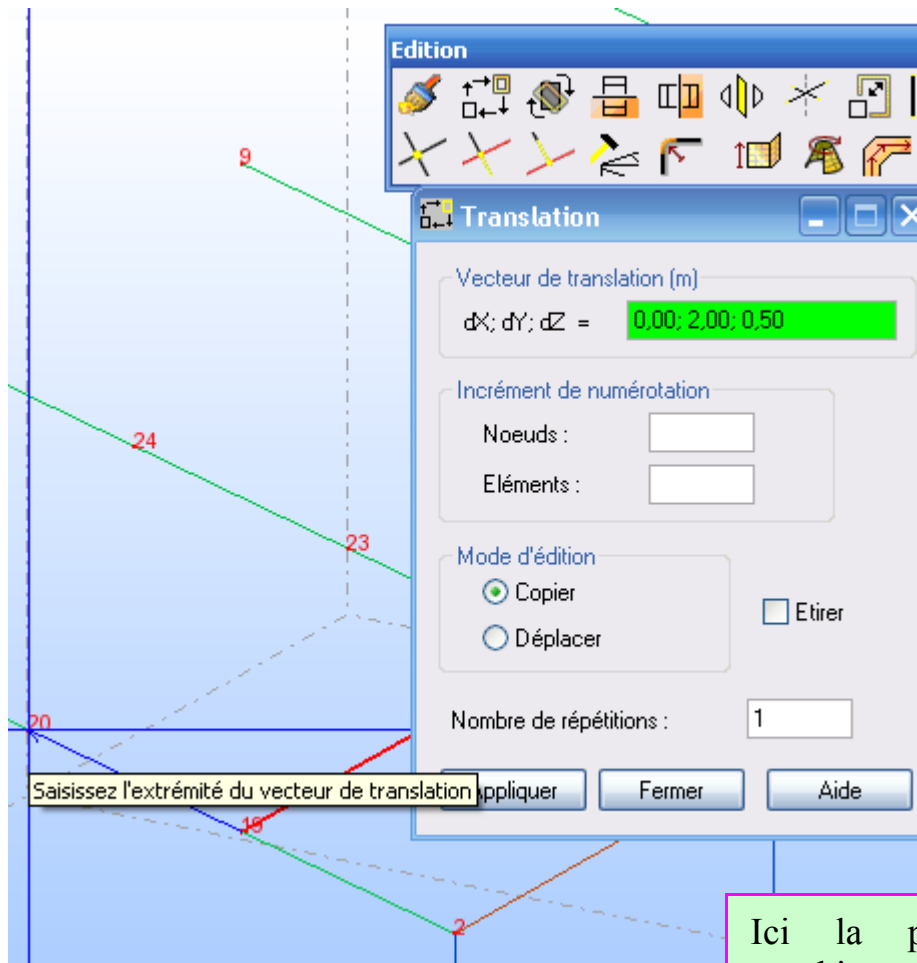 Edition
9
Translation
Vecteur de translation (m)
dX; dY; dZ = 0,00; 2,00; 0,50
Incrément de numérotation
24
Noeuds :
Eléments :
23
Mode d'édition
Copier
Etirer
Déplacer
20
Nombre de répétitions : 1
Saisissez l'extrémité du vecteur de translation
Appliquer Fermer Aide
19
2
Ici la